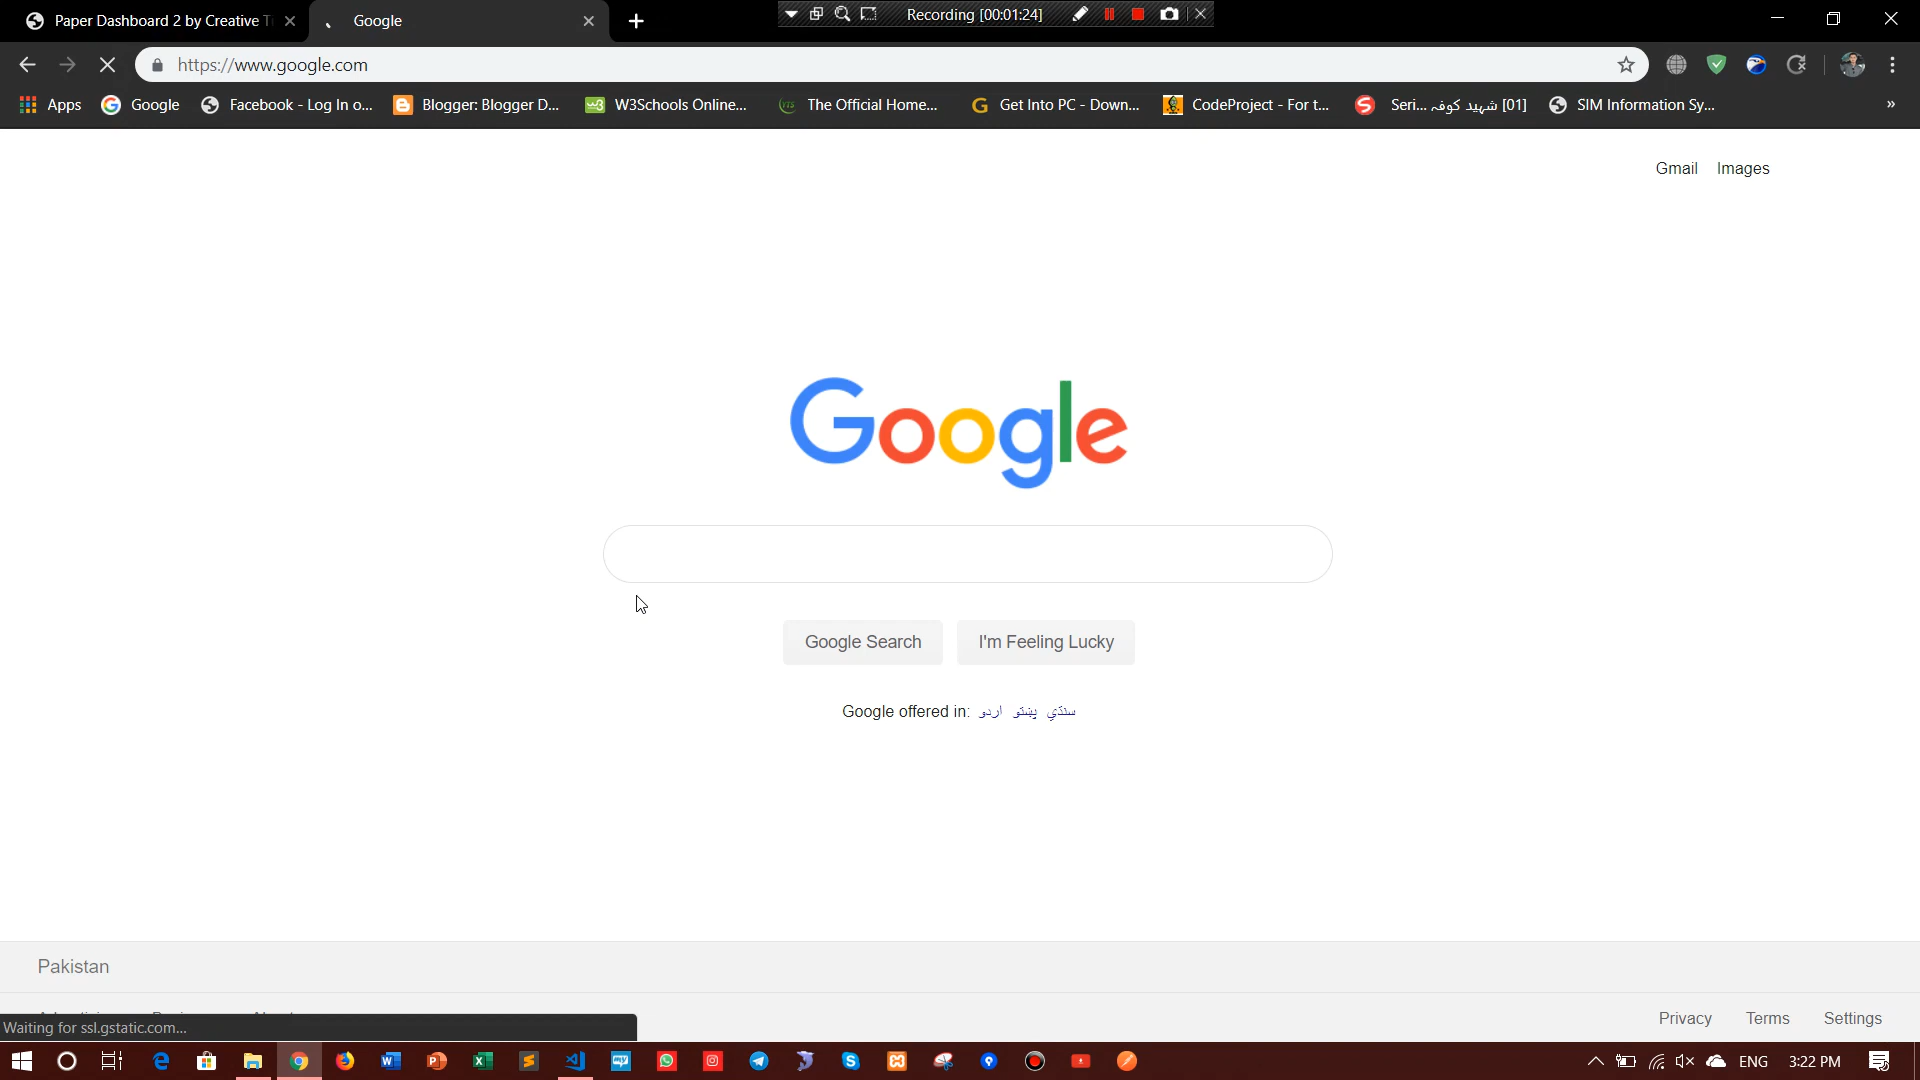 Paper Dashboard 2 by Creative Ti
Google
Recording [00:01:24]
https://www.google.com
Apps
Google
Facebook - Log In o...
Blogger: Blogger D...
W3Schools Online...
The Official Home...
Get Into PC - Down...
CodeProject - For t...
Seri... شهيد كوفه [01]
SIM Information Sy...
»
Gmail Images
Google
Google Search
I'm Feeling Lucky
Google offered in: اردو پښتو سنڌي
Pakistan
Waiting for ssl.gstatic.com...
Privacy Terms Settings
ENG
3:22 PM